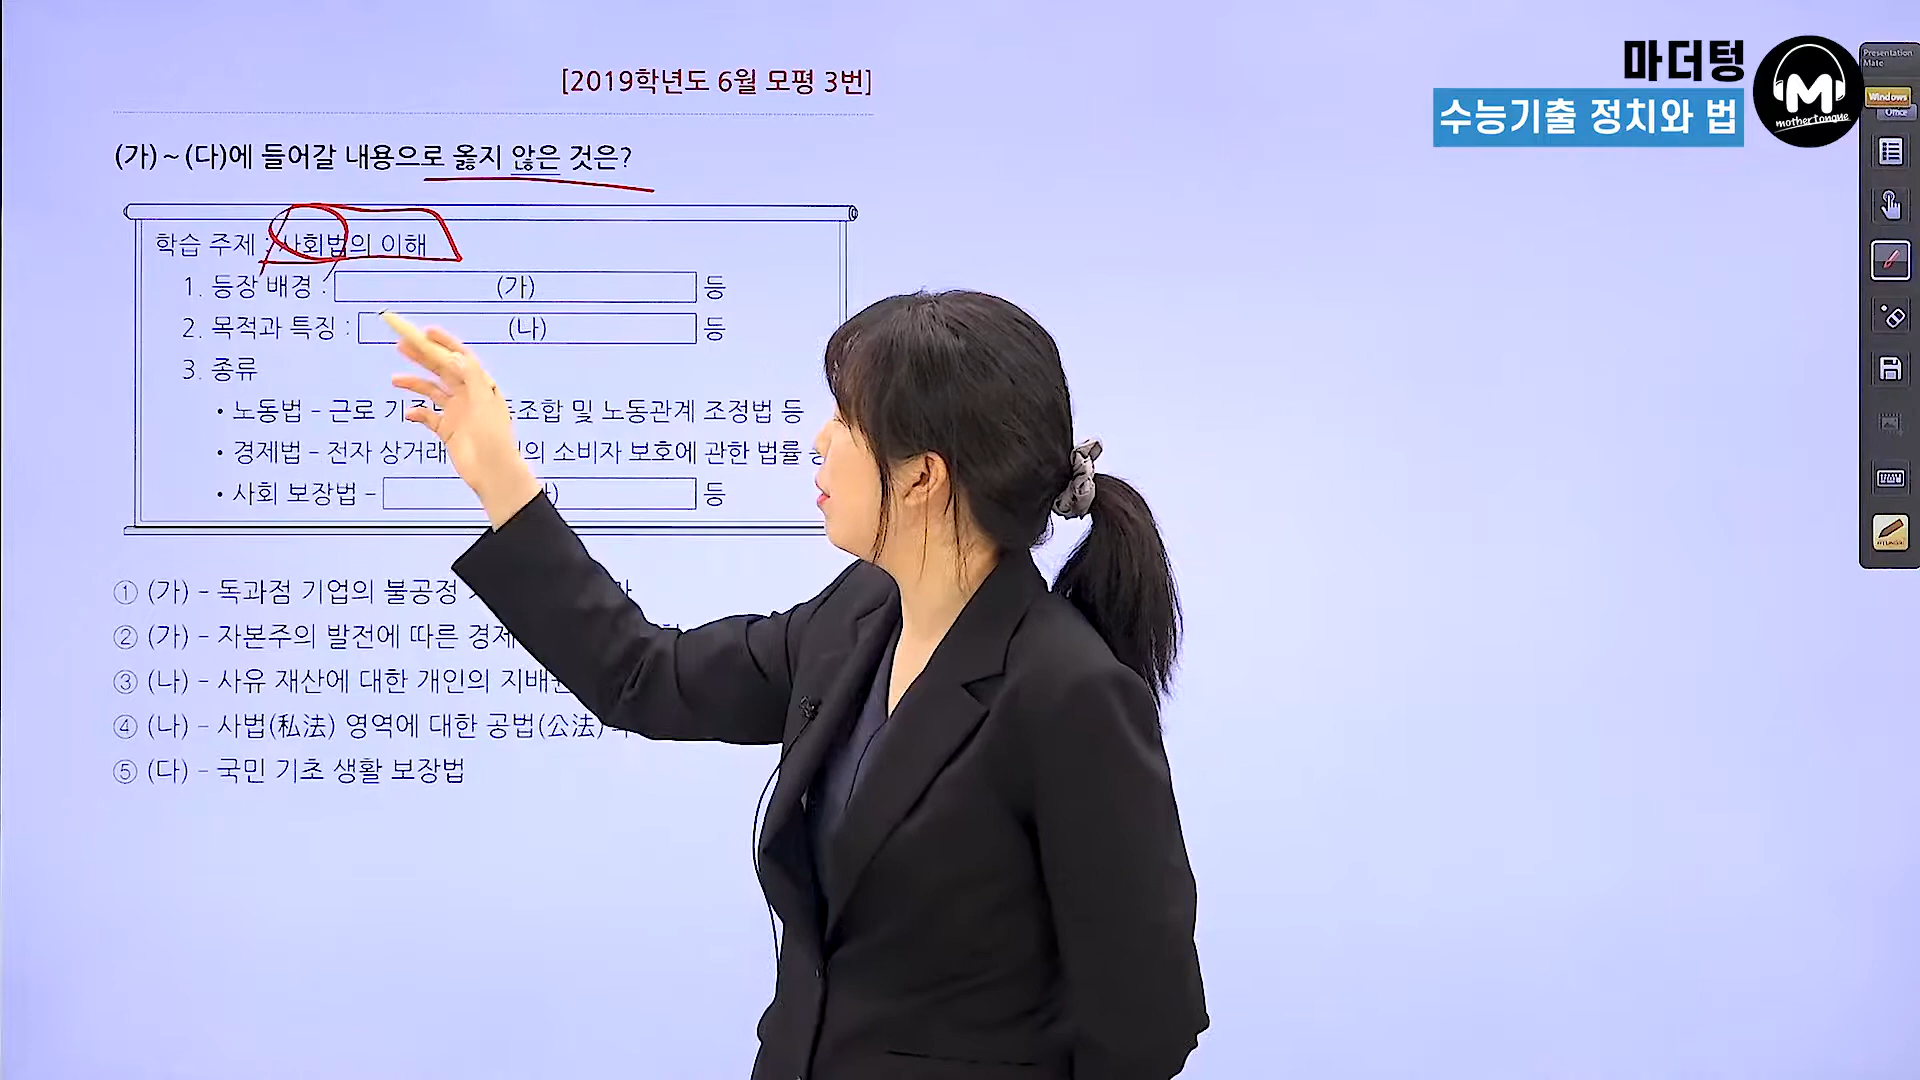 [2019학년도 6월 모평 3번]
마더텅
수능기출 정치와 법
mothertongue
Presentation
Mate
Windows
Office
(가)~(다)에 들어갈 내용으로 옳지 않은 것은?
학습 주제 : 사회법의 이해
1. 등장 배경 : (가) 등
2. 목적과 특징 : (나) 등
3. 종류
• 노동법 – 근로 조합 및 노동관계 조정법 등
• 경제법 – 전자 상거래 소비자 보호에 관한 법률
• 사회 보장법 – 등
① (가) – 독과점 기업의 불공정
② (가) – 자본주의 발전에 따른
③ (나) – 사유 재산에 대한 개인의
④ (나) – 사법(私法) 영역에 대한 공법(公法)
⑤ (다) – 국민 기초 생활 보장법